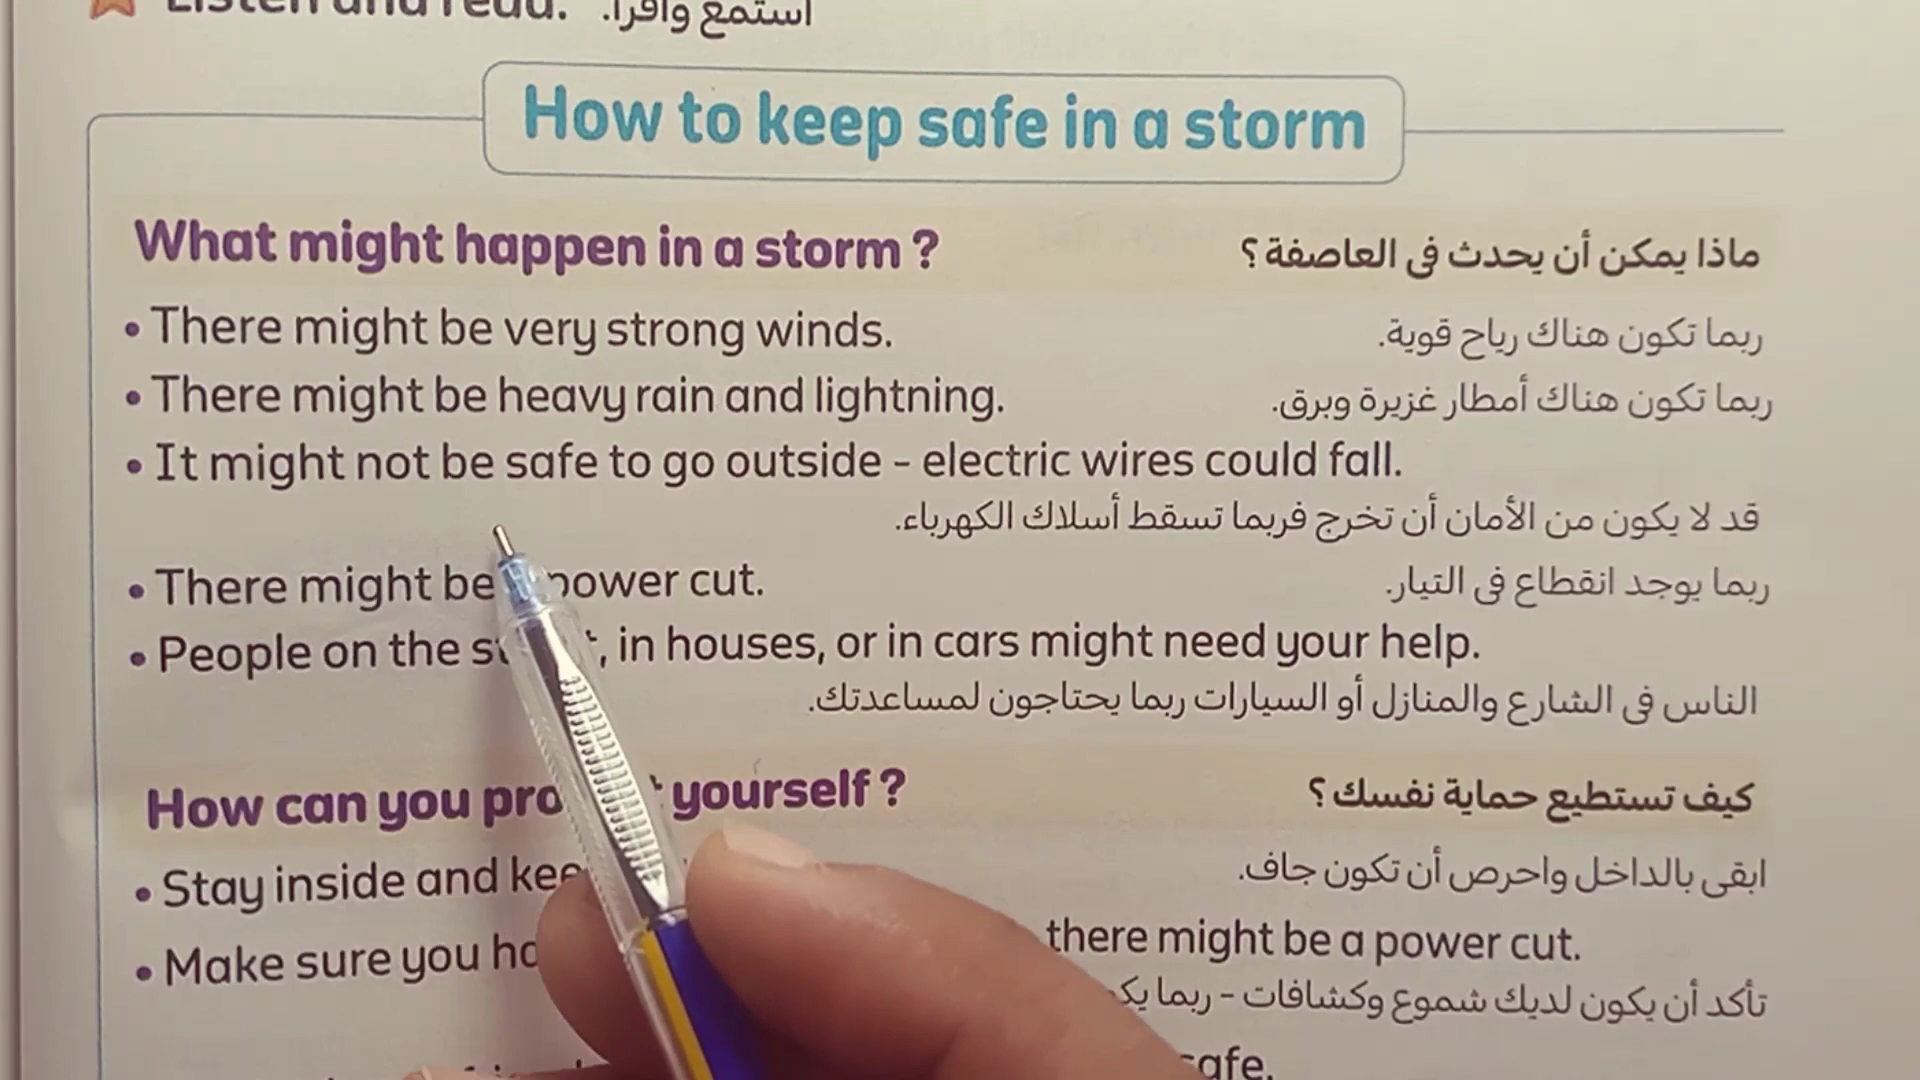 Listen and read. استمع واقرأ.
How to keep safe in a storm
What might happen in a storm ? ماذا يمكن أن يحدث فى العاصفة ؟
• There might be very strong winds. ربما تكون هناك رياح قوية.
• There might be heavy rain and lightning. ربما تكون هناك أمطار غزيرة وبرق.
• It might not be safe to go outside - electric wires could fall.
قد لا يكون من الأمان أن تخرج فربما تسقط أسلاك الكهرباء.
• There might be power cut. ربما يوجد انقطاع فى التيار.
• People on the , in houses, or in cars might need your help.
الناس فى الشارع والمنازل أو السيارات ربما يحتاجون لمساعدتك.
How can you yourself ? كيف تستطيع حماية نفسك ؟
• Stay inside and ابقى بالداخل واحرص أن تكون جاف.
• Make sure you there might be a power cut.
تأكد أن يكون لديك شموع وكشافات - ربما
safe.